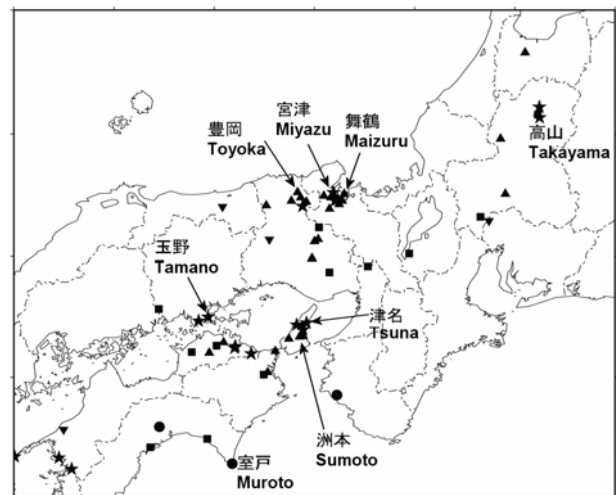 宮津
Miyazu
舞鶴
Maizuru
豊岡
Toyoka
高山
Takayama
玉野
Tamano
津名
Tsuna
洲本
Sumoto
室戸
Muroto